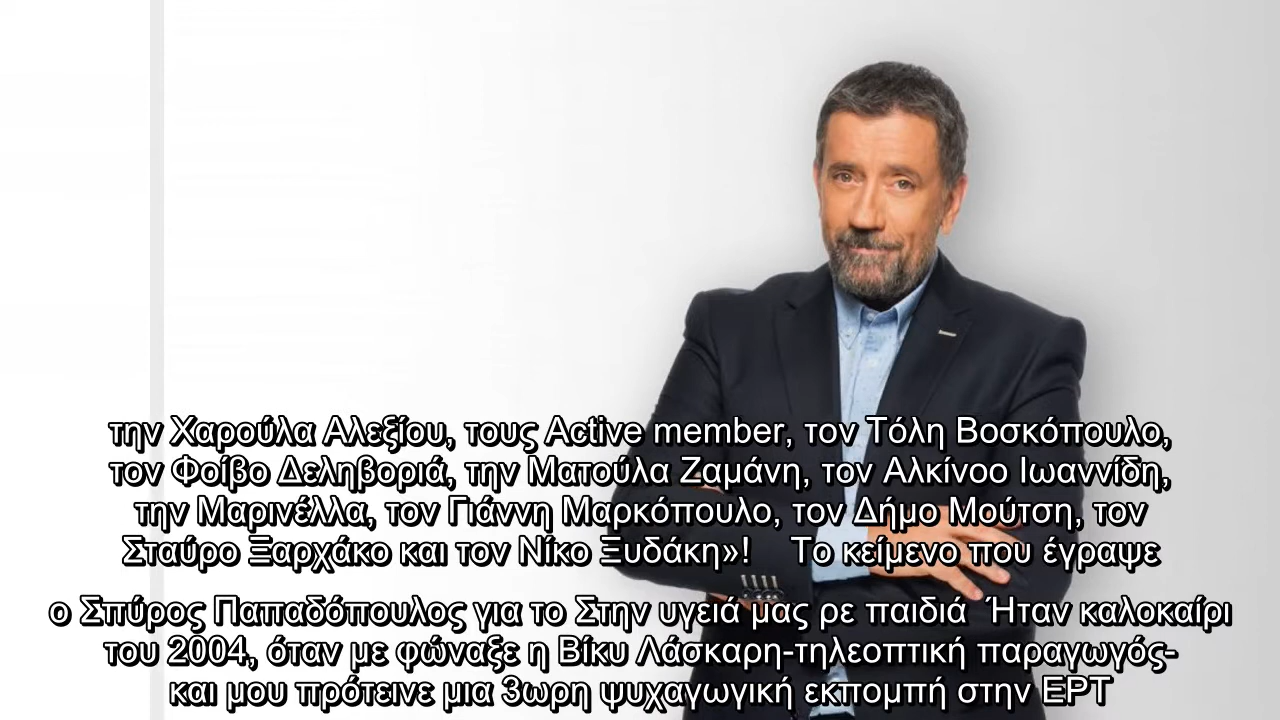 την Χαρούλα Αλεξίου, τους Active member, τον Τόλη Βοσκόπουλο,
τον Φοίβο Δεληβοριά, την Ματούλα Ζαμάνη, τον Αλκίνοο Ιωαννίδη,
την Μαρινέλλα, τον Γιάννη Μαρκόπουλο, τον Δήμο Μούτση, τον
Σταύρο Ξαρχάκο και τον Νίκο Ξυδάκη»! Το κείμενο που έγραψε
ο Σπύρος Παπαδόπουλος για το Στην υγειά μας ρε παιδιά Ήταν καλοκαίρι
του 2004, όταν με φώναξε η Βίκυ Λάσκαρη-τηλεοπτική παραγωγός-
και μου πρότεινε μια 3ωρη ψυχαγωγική εκπομπή στην ΕΡΤ